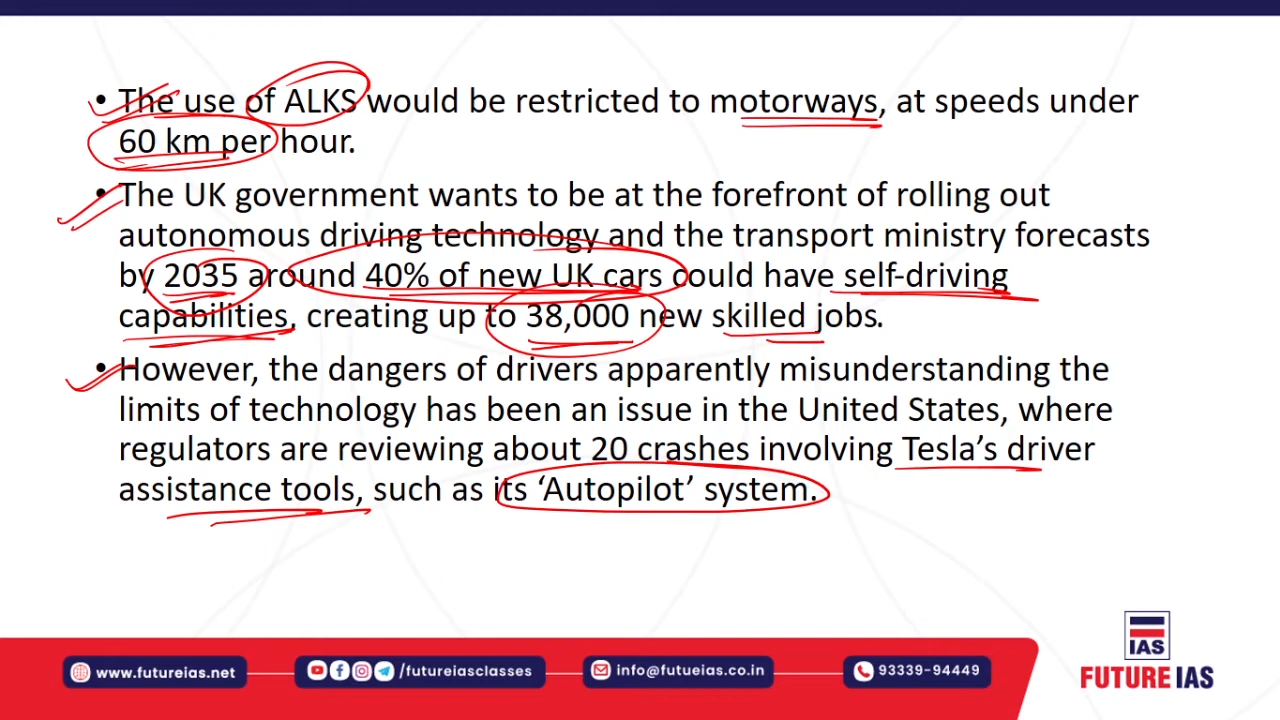 • The use of ALKS would be restricted to motorways, at speeds under
60 km per hour.
• The UK government wants to be at the forefront of rolling out
autonomous driving technology and the transport ministry forecasts
by 2035 around 40% of new UK cars could have self-driving
capabilities, creating up to 38,000 new skilled jobs.
• However, the dangers of drivers apparently misunderstanding the
limits of technology has been an issue in the United States, where
regulators are reviewing about 20 crashes involving Tesla’s driver
assistance tools, such as its ‘Autopilot’ system.
IAS
FUTURE IAS
www.futureias.net
/futureiasclasses
info@futueias.co.in
93339-94449